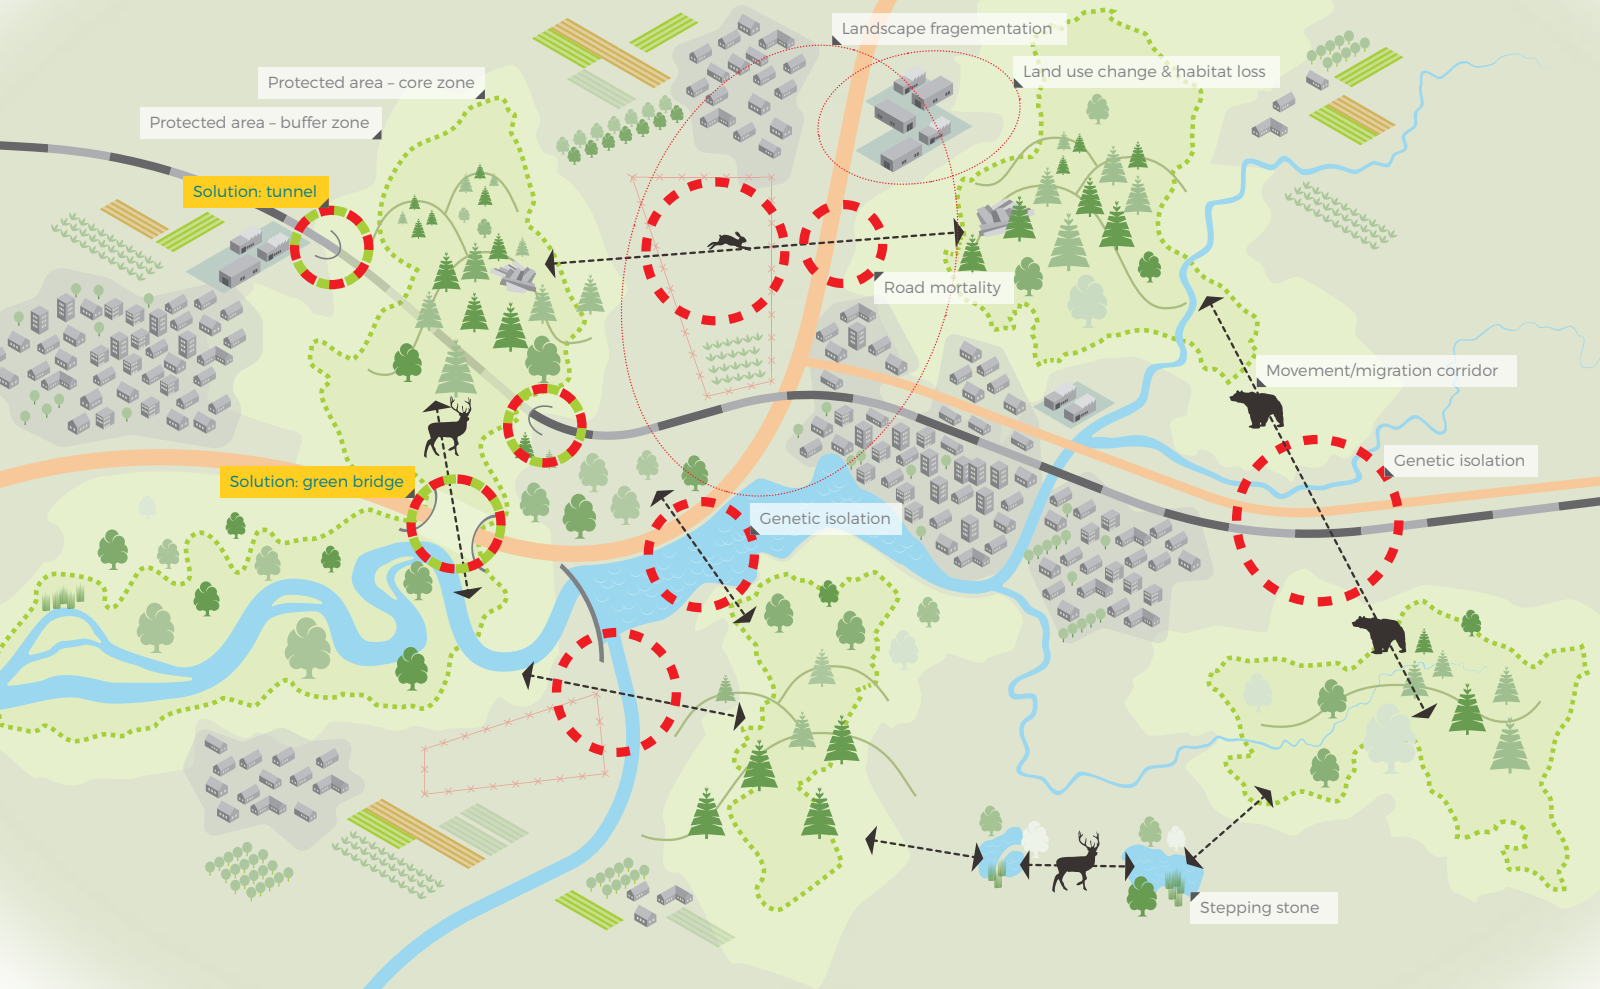 Landscape fragementation
Land use change & habitat loss
Protected area – core zone
Protected area – buffer zone
Solution: tunnel
Road mortality
Movement/migration corridor
Genetic isolation
Solution: green bridge
Genetic isolation
Stepping stone